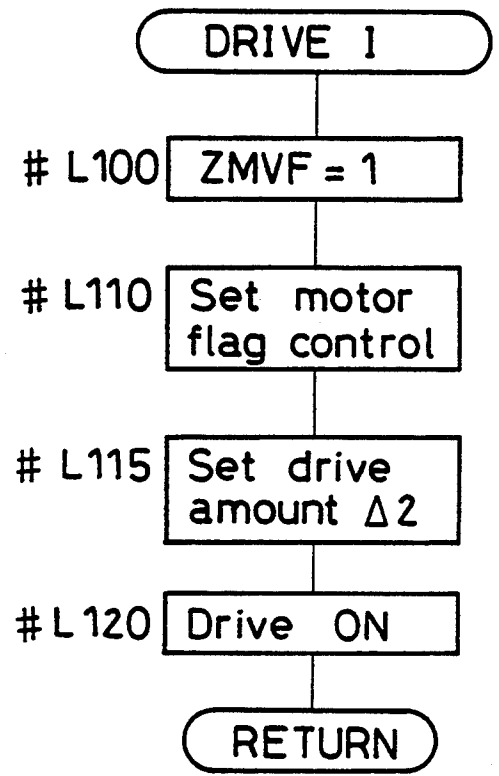 DRIVE I
# L100 ZMVF = 1
# L110 Set motor
flag control
# L115 Set drive
amount Δ2
# L120 Drive ON
RETURN